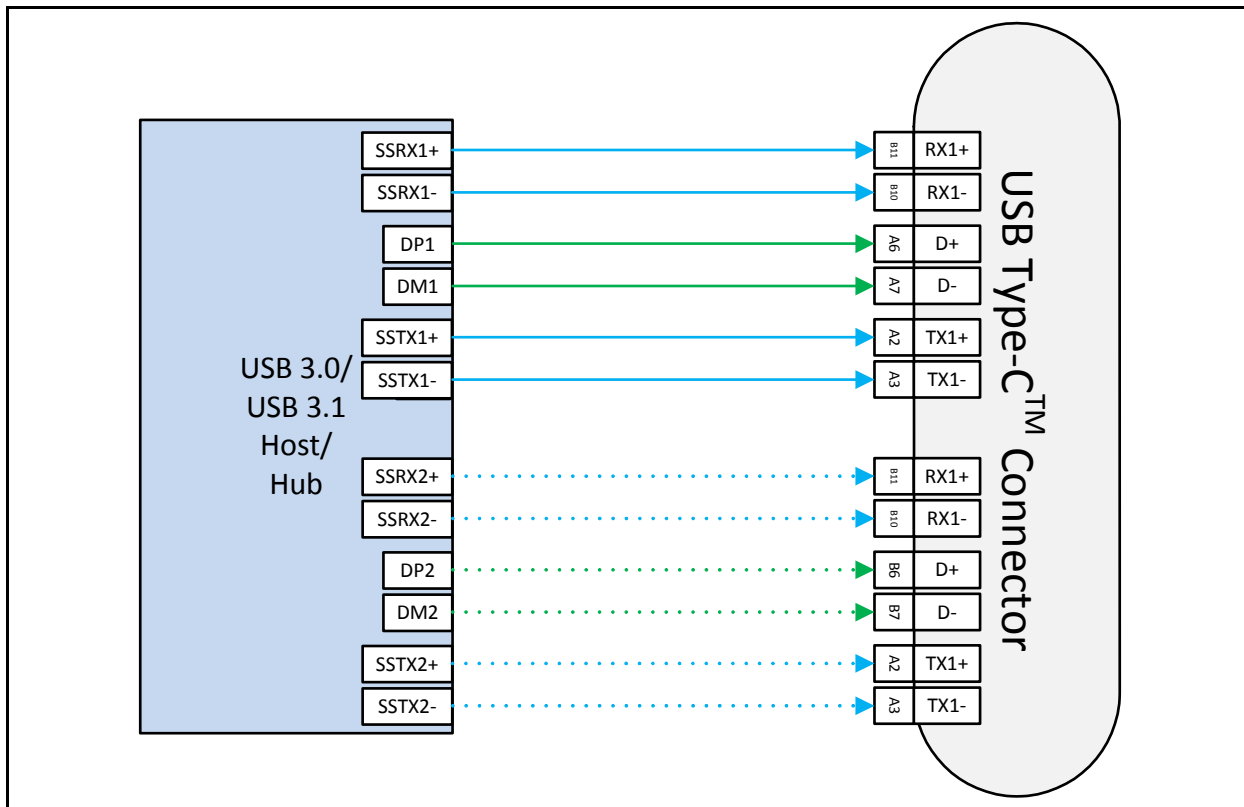 SSRX1+
SSRX1-
DP1
DM1
SSTX1+
SSTX1-
USB 3.0/
USB 3.1
Host/
Hub
SSRX2+
SSRX2-
DP2
DM2
SSTX2+
SSTX2-
B11 RX1+
B10 RX1-
A6 D+
A7 D-
A2 TX1+
A3 TX1-
B11 RX1+
B10 RX1-
B6 D+
B7 D-
A2 TX1+
A3 TX1-
USB Type-C™ Connector